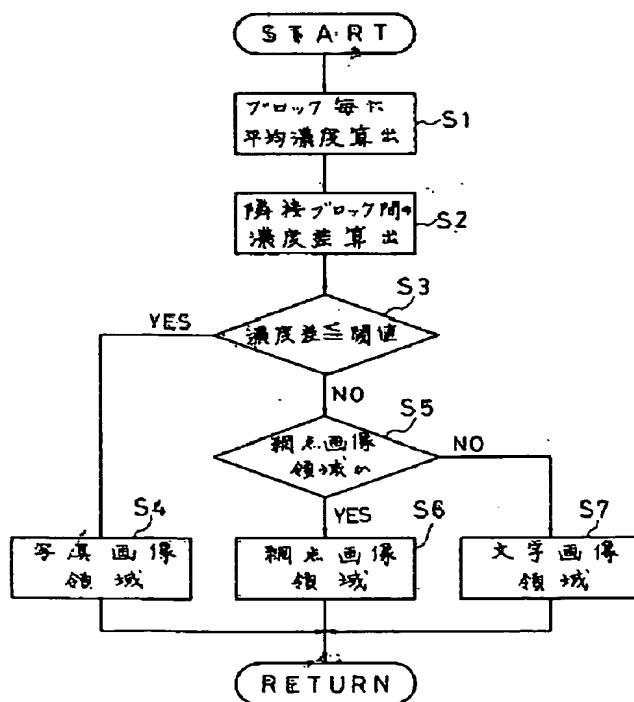 START
ブロック毎に
平均濃度算出
S1
隣接ブロック間の
濃度差算出
S2
S3
YES
濃度差≦閾値
NO
S5
網点画像
領域か
NO
S4
YES
S6
S7
写真画像
領域
網点画像
領域
文字画像
領域
RETURN